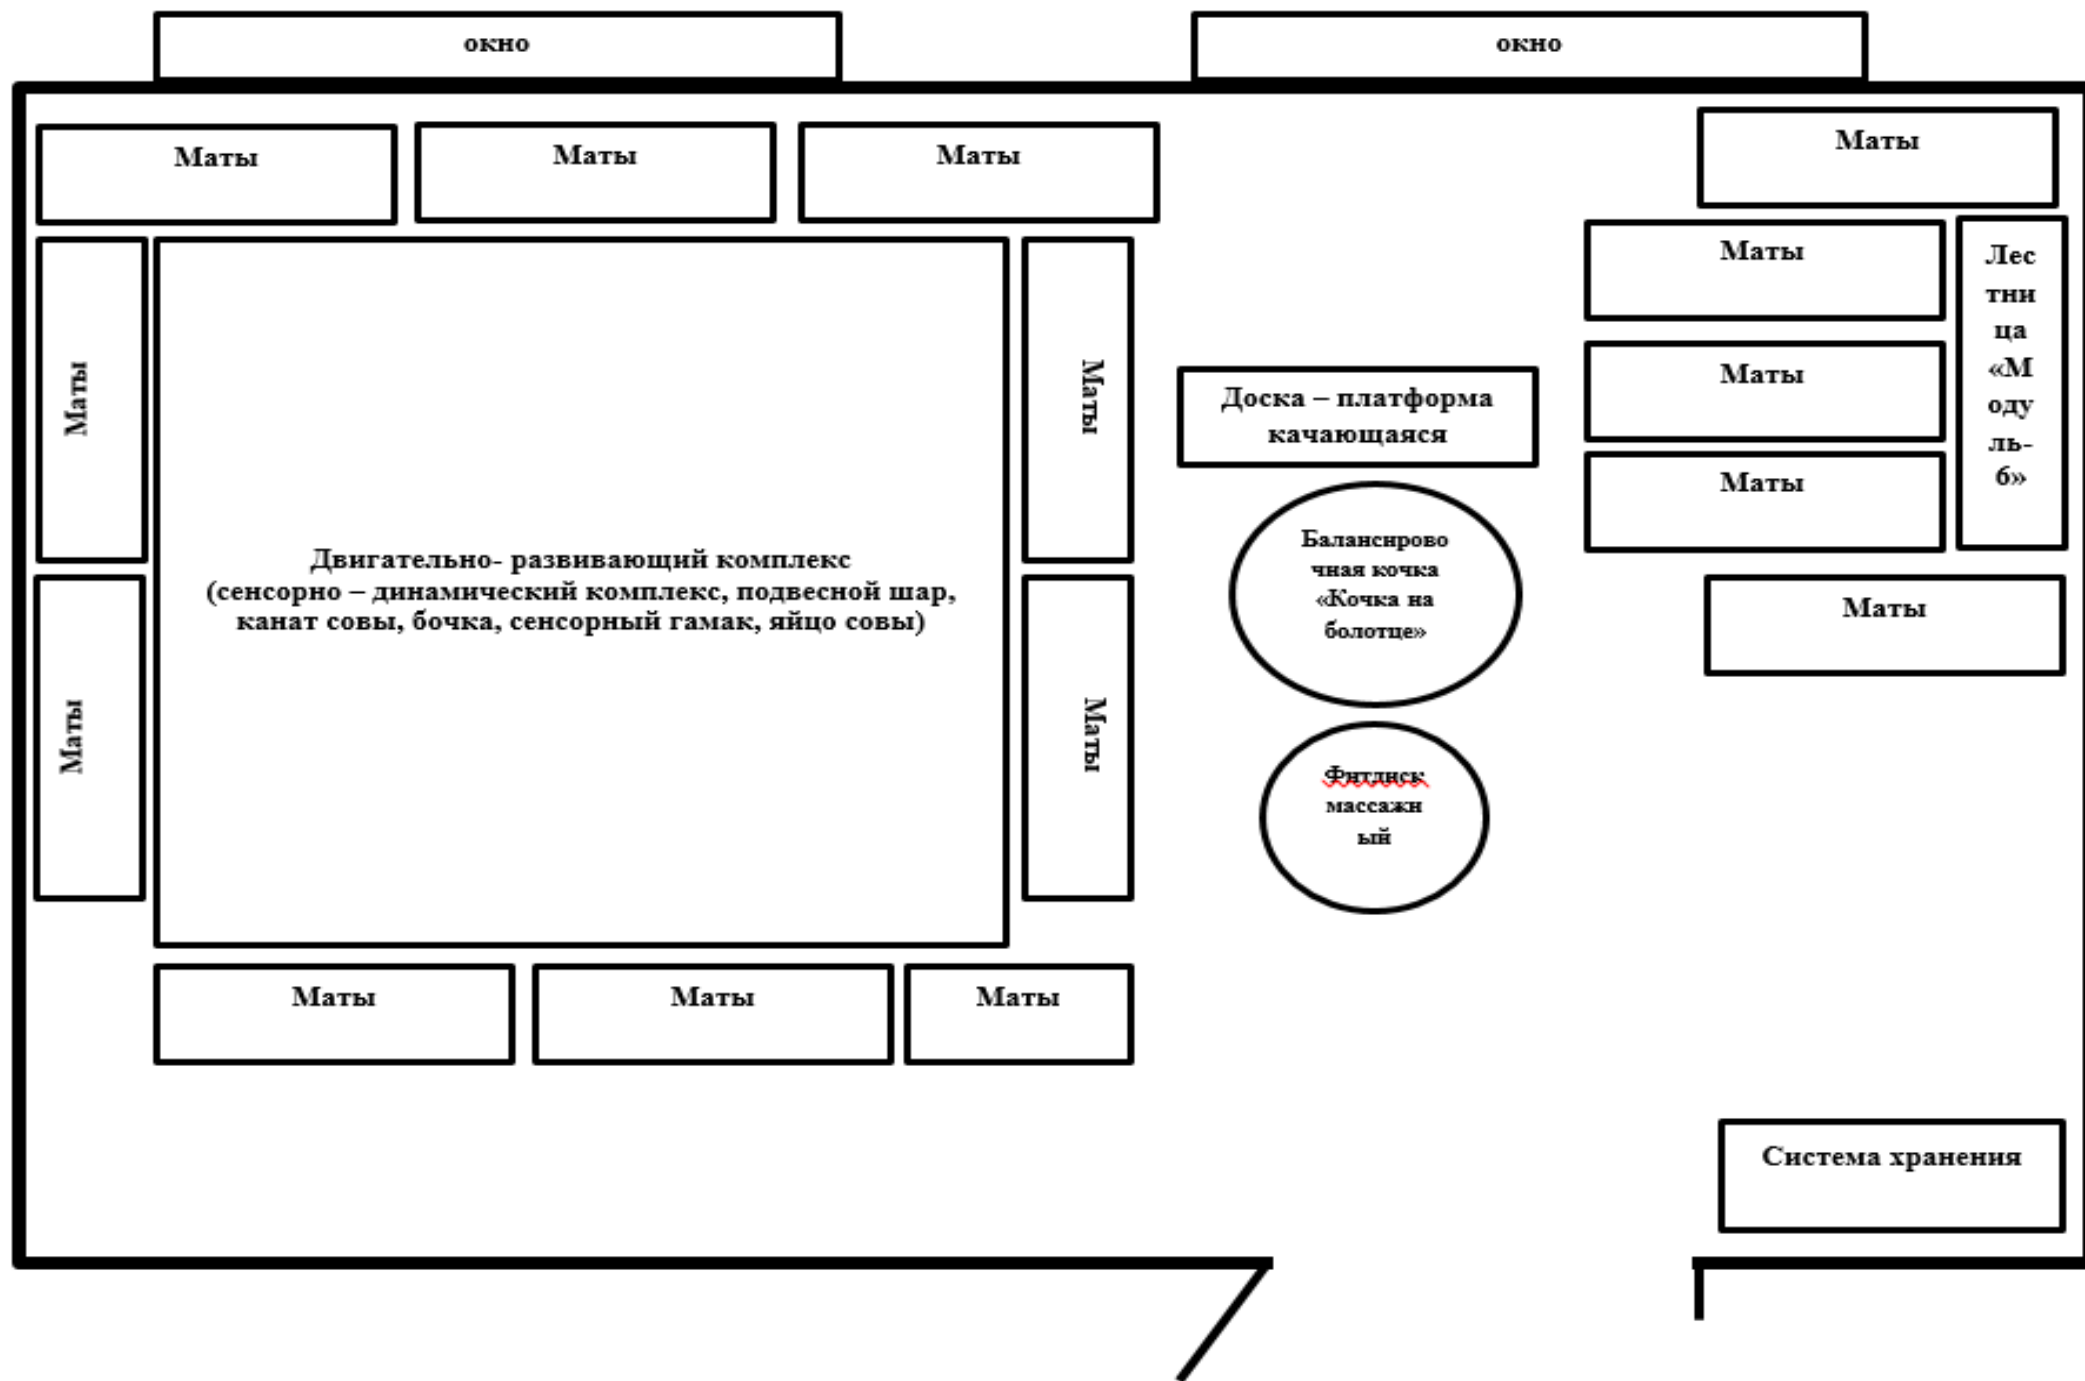 окно
окно
Маты
Маты
Маты
Маты
Маты
Маты
Маты
Маты
Лес
тни
ца
«М
оду
ль-
6»
Маты
Маты
Доска – платформа
качающаяся
Балансирово
чная кочка
«Кочка на
болотце»
Двигательно- развивающий комплекс
(сенсорно – динамический комплекс, подвесной шар,
канат совы, бочка, сенсорный гамак, яйцо совы)
Маты
Маты
Маты
Фитдиск
массажн
ый
Маты
Маты
Маты
Система хранения